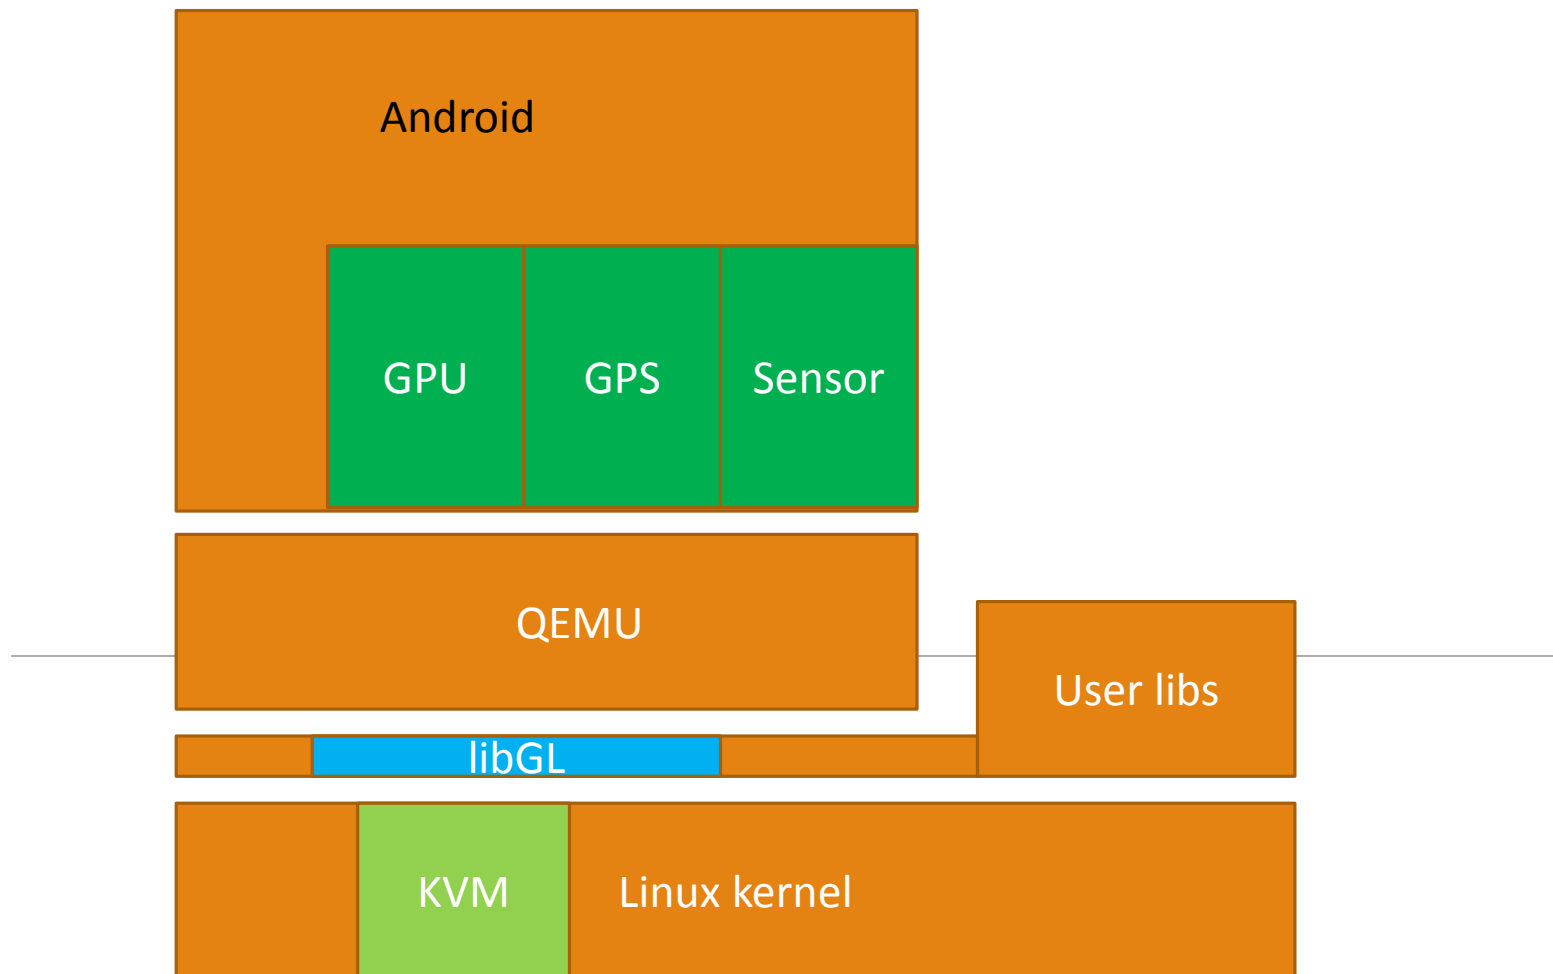 Android
GPU
GPS
Sensor
QEMU
User libs
libGL
KVM
Linux kernel